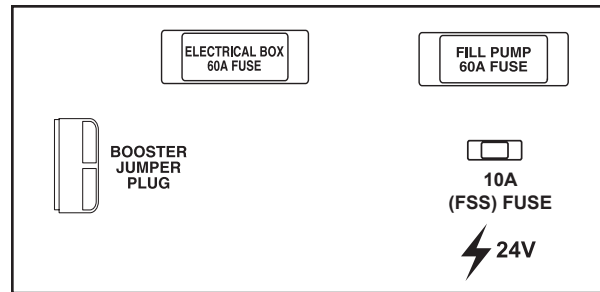 ELECTRICAL BOX
60A FUSE
FILL PUMP
60A FUSE
BOOSTER
JUMPER
PLUG
10A
(FSS) FUSE
24V